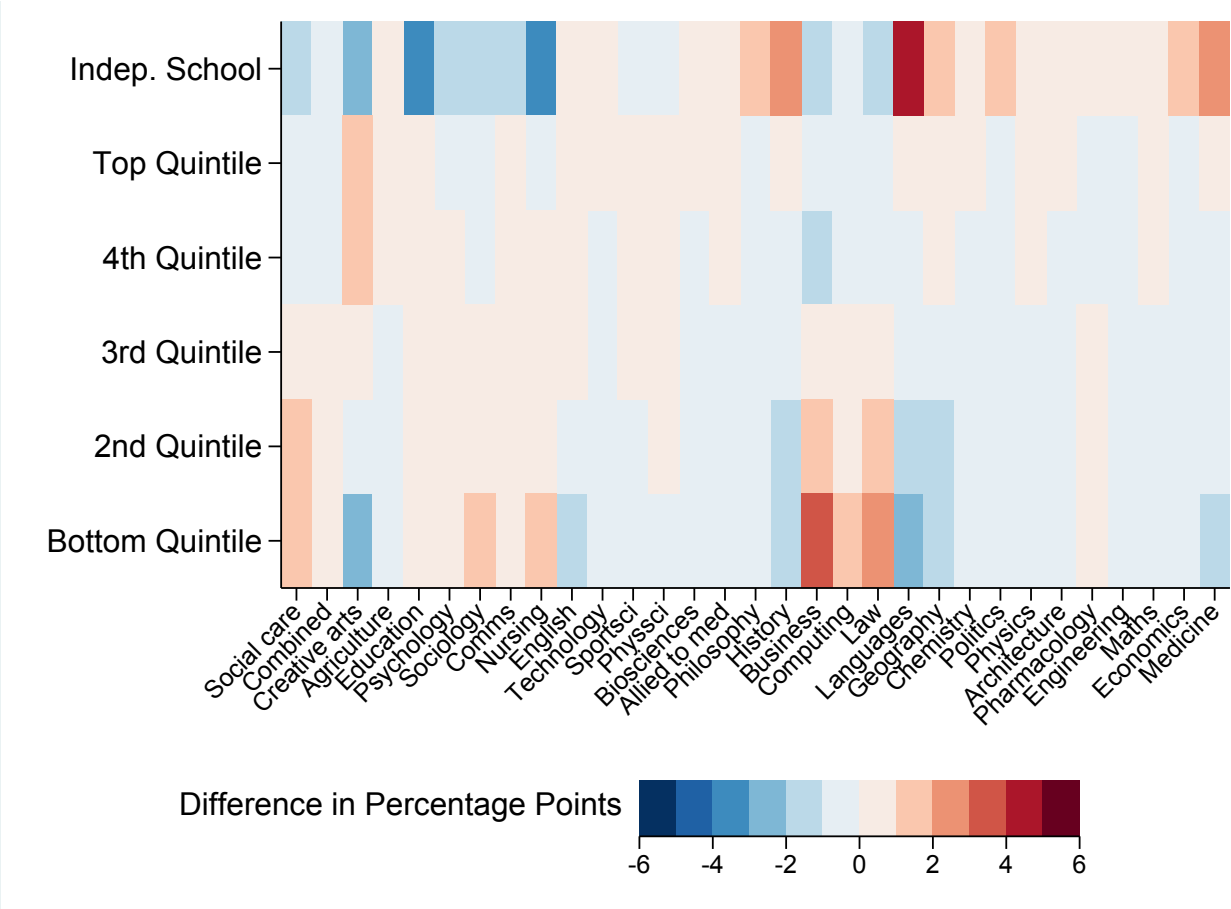 Indep. School
Top Quintile
4th Quintile
3rd Quintile
2nd Quintile
Bottom Quintile
Social care
Combined
Creative arts
Agriculture
Education
Psychology
Sociology
Comms
Nursing
English
Technology
Sportsci
Physsci
Biosciences
Allied to med
Philosophy
History
Business
Computing
Law
Languages
Geography
Chemistry
Politics
Physics
Architecture
Pharmacology
Engineering
Maths
Economics
Medicine
Difference in Percentage Points
-6 -4 -2 0 2 4 6